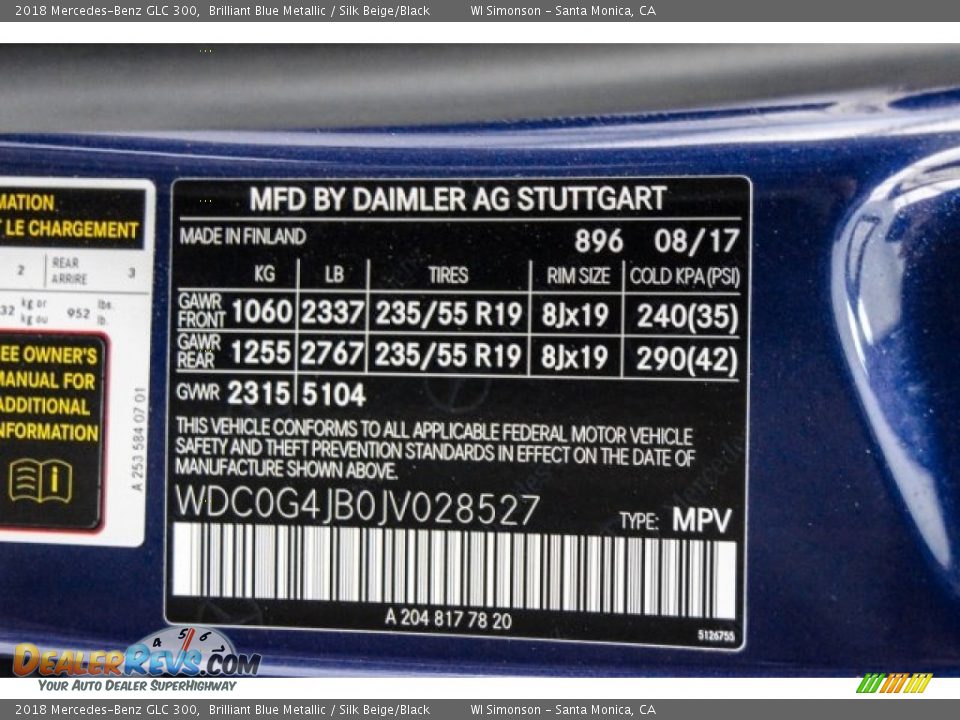 2018 Mercedes-Benz GLC 300, Brilliant Blue Metallic / Silk Beige/Black WI Simonson - Santa Monica, CA
MATION
LE CHARGEMENT
2 REAR ARRIRE 3
32 kg or kg ou 952 lbs. lb.
EE OWNER'S
MANUAL FOR
ADDITIONAL
NFORMATION
A 253 584 07 01
MFD BY DAIMLER AG STUTTGART
MADE IN FINLAND 896 08/17
KG LB TIRES RIM SIZE COLD KPA(PSI)
GAWR FRONT 1060 2337 235/55 R19 8Jx19 240(35)
GAWR REAR 1255 2767 235/55 R19 8Jx19 290(42)
GVWR 2315 5104
THIS VEHICLE CONFORMS TO ALL APPLICABLE FEDERAL MOTOR VEHICLE
SAFETY AND THEFT PREVENTION STANDARDS IN EFFECT ON THE DATE OF
MANUFACTURE SHOWN ABOVE.
WDC0G4JB0JV028527 TYPE: MPV
A 204 817 78 20
5126755
4 5 6
DEALERREVS.COM
YOUR AUTO DEALER SUPERHIGHWAY
2018 Mercedes-Benz GLC 300, Brilliant Blue Metallic / Silk Beige/Black WI Simonson - Santa Monica, CA